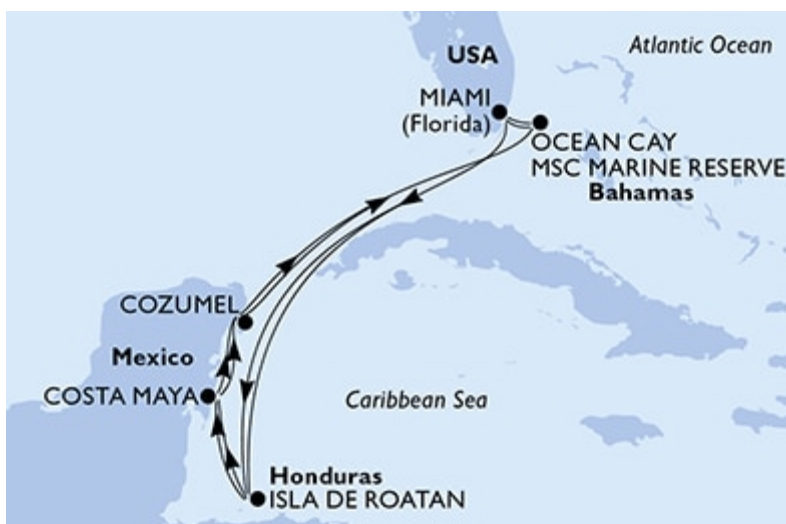 Atlantic Ocean
USA
MIAMI
(Florida)
OCEAN CAY
MSC MARINE RESERVE
Bahamas
COZUMEL
Mexico
COSTA MAYA
Caribbean Sea
Honduras
ISLA DE ROATAN